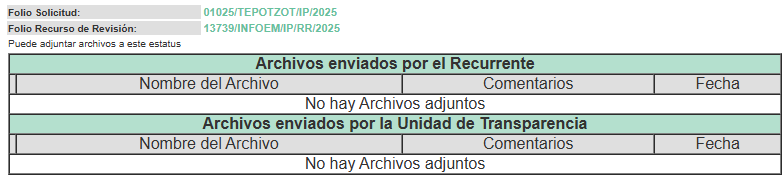 Folio Solicitud: 01025/TEPOTZOT/IP/2025
Folio Recurso de Revisión: 13739/INFOEM/IP/RR/2025
Puede adjuntar archivos a este estatus
Archivos enviados por el Recurrente
Nombre del Archivo Comentarios Fecha
No hay Archivos adjuntos
Archivos enviados por la Unidad de Transparencia
Nombre del Archivo Comentarios Fecha
No hay Archivos adjuntos